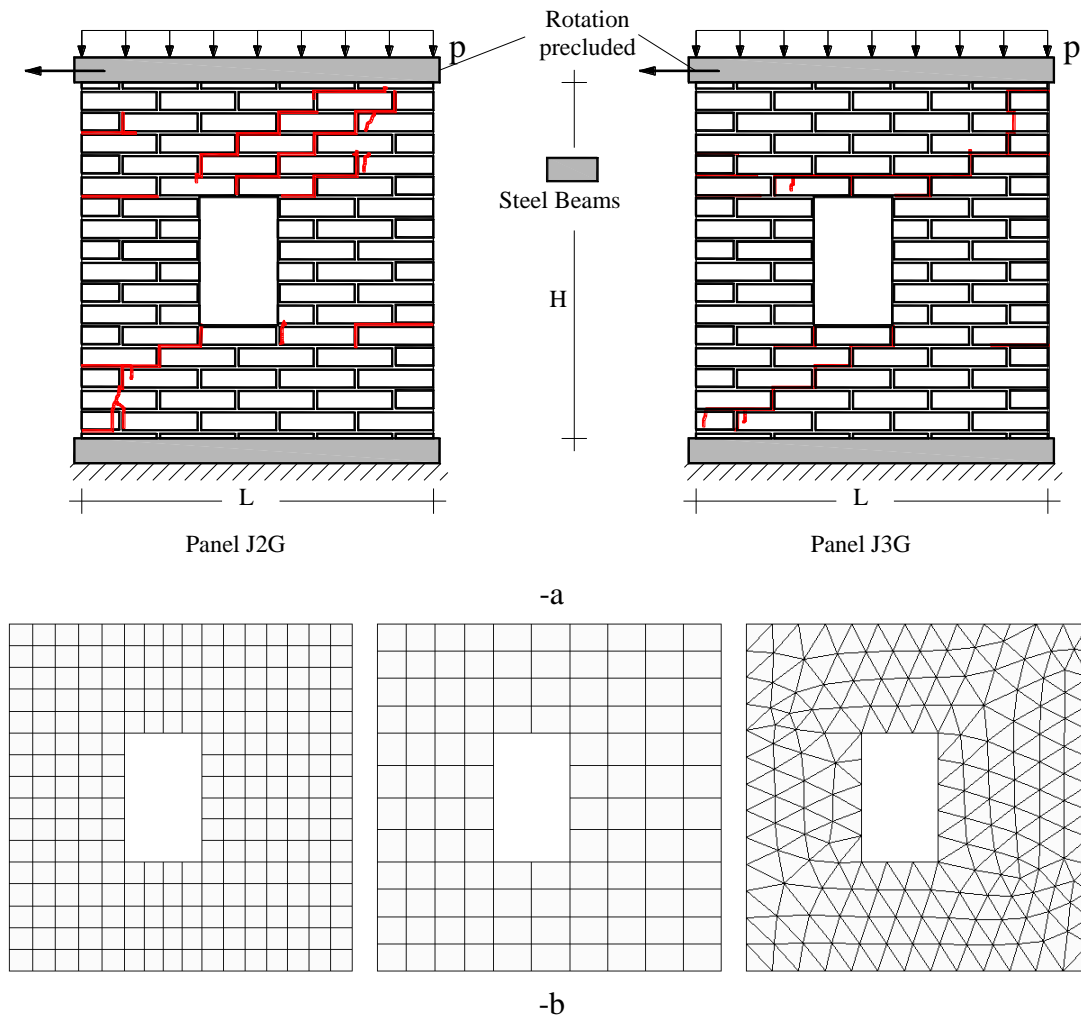 Rotation
precluded
p
p
Steel Beams
H
L
L
Panel J2G
Panel J3G
-a
-b